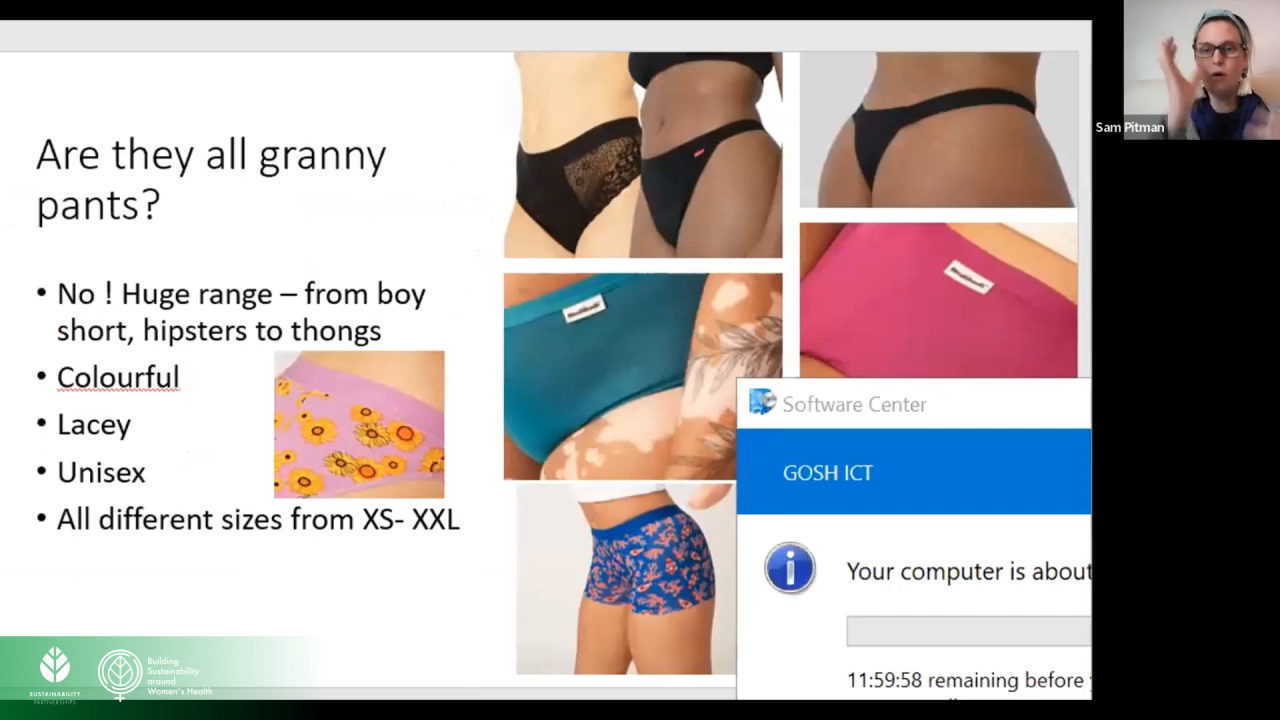 Are they all granny
pants?
• No ! Huge range – from boy
short, hipsters to thongs
• Colourful
• Lacey
• Unisex
• All different sizes from XS- XXL
Software Center
GOSH ICT
Your computer is about
11:59:58 remaining before
Sam Pitman
SUSTAINABILITY
PARTNERSHIPS
Building
Sustainability
around
Women's Health